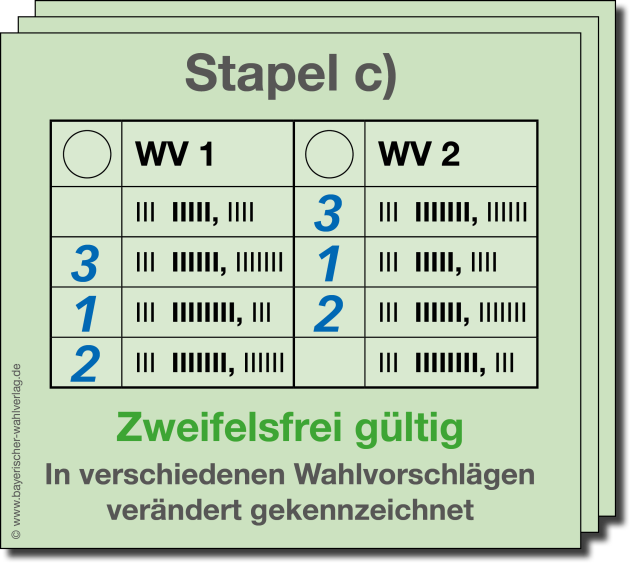 Stapel c)
WV 1 WV 2
3
3 1
1 2
2
Zweifelsfrei gültig
In verschiedenen Wahlvorschlägen
verändert gekennzeichnet
© www.bayerischer-wahlverlag.de